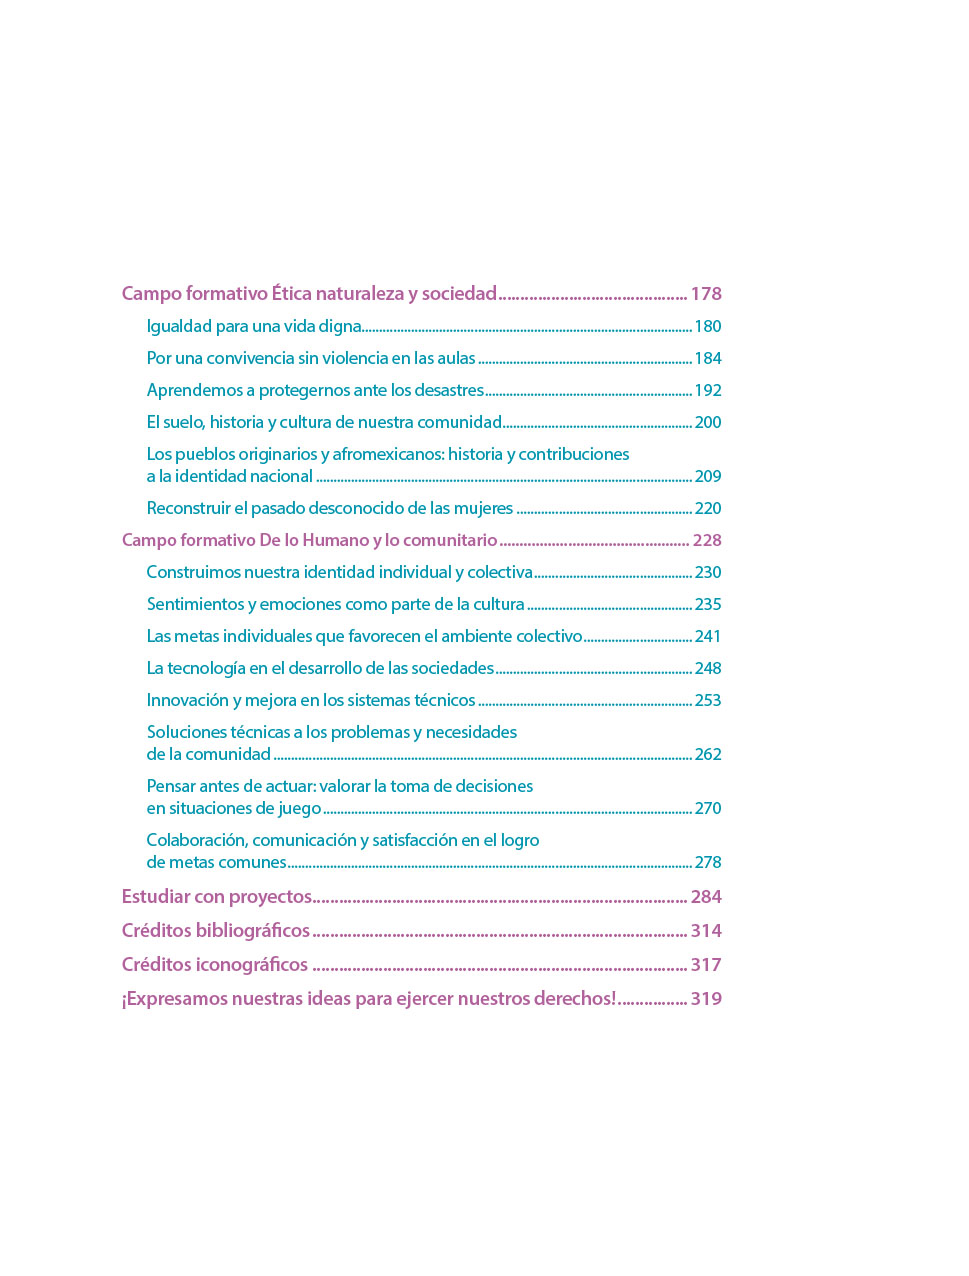 Campo formativo Ética naturaleza y sociedad.......................................... 178
Igualdad para una vida digna.............................................................................................. 180
Por una convivencia sin violencia en las aulas ............................................................. 184
Aprendemos a protegernos ante los desastres........................................................... 192
El suelo, historia y cultura de nuestra comunidad...................................................... 200
Los pueblos originarios y afromexicanos: historia y contribuciones
a la identidad nacional ........................................................................................................... 209
Reconstruir el pasado desconocido de las mujeres .................................................. 220
Campo formativo De lo Humano y lo comunitario............................................... 228
Construimos nuestra identidad individual y colectiva............................................. 230
Sentimientos y emociones como parte de la cultura ............................................... 235
Las metas individuales que favorecen el ambiente colectivo............................... 241
La tecnología en el desarrollo de las sociedades........................................................ 248
Innovación y mejora en los sistemas técnicos ............................................................. 253
Soluciones técnicas a los problemas y necesidades
de la comunidad ....................................................................................................................... 262
Pensar antes de actuar: valorar la toma de decisiones
en situaciones de juego ......................................................................................................... 270
Colaboración, comunicación y satisfacción en el logro
de metas comunes................................................................................................................... 278
Estudiar con proyectos..................................................................................... 284
Créditos bibliográficos ..................................................................................... 314
Créditos iconográficos ..................................................................................... 317
¡Expresamos nuestras ideas para ejercer nuestros derechos!................ 319